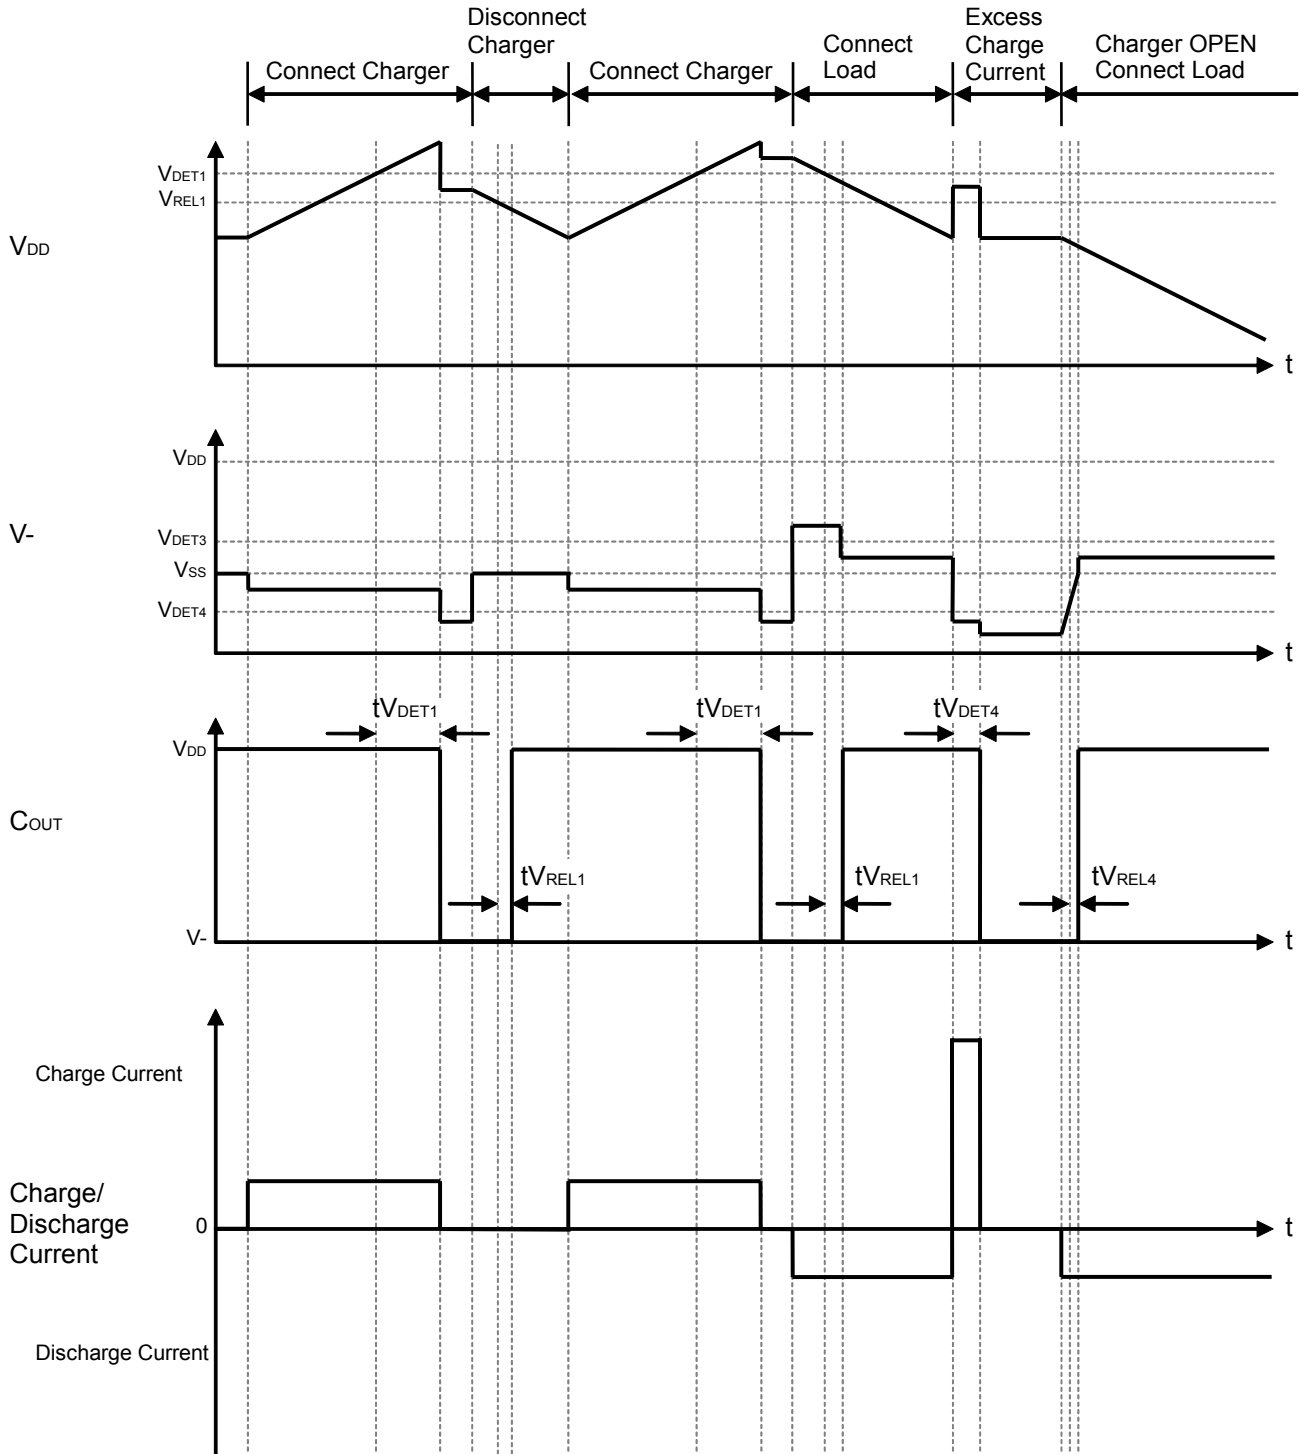 Disconnect
Charger
Excess
Charge
Current
Connect
Load
Charger OPEN
Connect Load
Connect Charger
Connect Charger
VDET1
VREL1
VDD
t
VDD
V-
VDET3
VSS
VDET4
t
tVDET1
tVDET1
tVDET4
VDD
COUT
tVREL1
tVREL1
tVREL4
V-
t
Charge Current
Charge/
Discharge
Current
0
t
Discharge Current